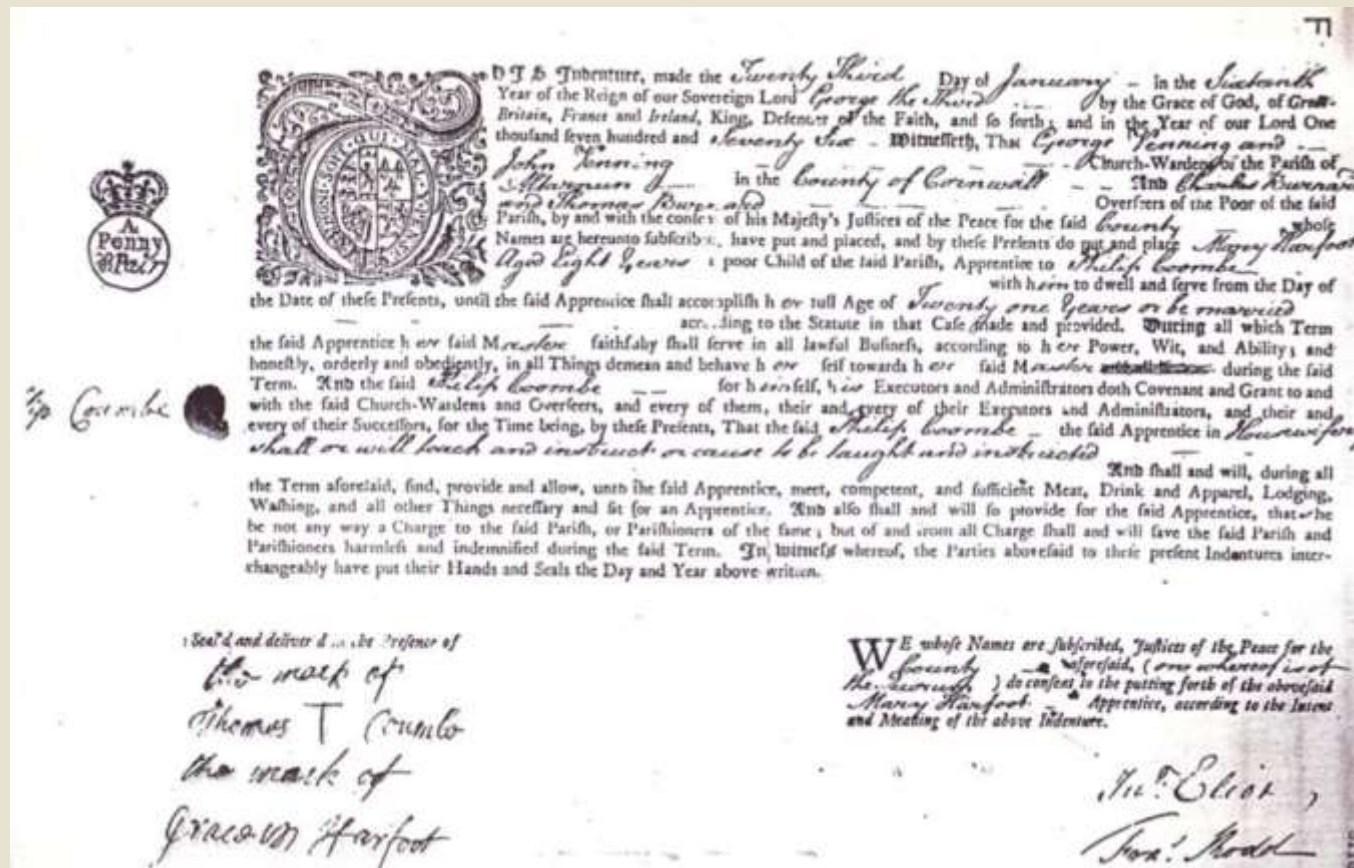 THIS Indenture, made the Twenty Third Day of January – in the Sixteenth
Year of the Reign of our Sovereign Lord George the Third by the Grace of God, of Great-
Britain, France and Ireland, King, Defender of the Faith, and so forth; and in the Year of our Lord One
thousand seven hundred and Seventy Six – Witnesseth, That George Venning and
John Venning Church-Wardens of the Parish of
in the County of Cornwall And Charles Burnard
and Thomas Burnard Overseers of the Poor of the said
Parish, by and with the consent of his Majesty's Justices of the Peace for the said County whose
Names are hereunto subscribed, have put and placed, and by these Presents do put and place Mary Harfoot
Aged Eight Years a poor Child of the said Parish, Apprentice to Philip Coombe
with him to dwell and serve from the Day of
the Date of these Presents, until the said Apprentice shall accomplish her full Age of Twenty one Years or be married
according to the Statute in that Case made and provided. During all which Term
the said Apprentice her said Master faithfully shall serve in all lawful Business, according to her Power, Wit, and Ability; and
honestly, orderly and obediently, in all Things demean and behave her self towards her said Master during the said
Term. And the said Philip Coombe for himself, his Executors and Administrators doth Covenant and Grant to and
with the said Church-Wardens and Overseers, and every of them, their and every of their Executors and Administrators, and their and
every of their Successors, for the Time being, by these Presents, That the said Philip Coombe – the said Apprentice in Housewifery
shall or will teach and instruct or cause to be taught and instructed
And shall and will, during all
the Term aforesaid, find, provide and allow, unto the said Apprentice, meet, competent, and sufficient Meat, Drink and Apparel, Lodging,
Washing, and all other Things necessary and fit for an Apprentice. And also shall and will so provide for the said Apprentice, that she
be not any way a Charge to the said Parish, or Parishioners of the same; but of and from all Charge shall and will save the said Parish and
Parishioners harmless and indemnified during the said Term. In witness whereof, the Parties abovesaid to these present Indentures inter-
changeably have put their Hands and Seals the Day and Year above written.
A
Penny
Pair
Coumbe
Seal'd and deliver'd in the Presence of
the mark of
Thomas T Coumbe
the mark of
Grace Harfoot
WE whose Names are subscribed, Justices of the Peace for the
County aforesaid, (one whereof is of
the Quorum) do consent to the putting forth of the abovesaid
Mary Harfoot Apprentice, according to the Intent
and Meaning of the above Indenture.
Jno. Eliot
Rodd